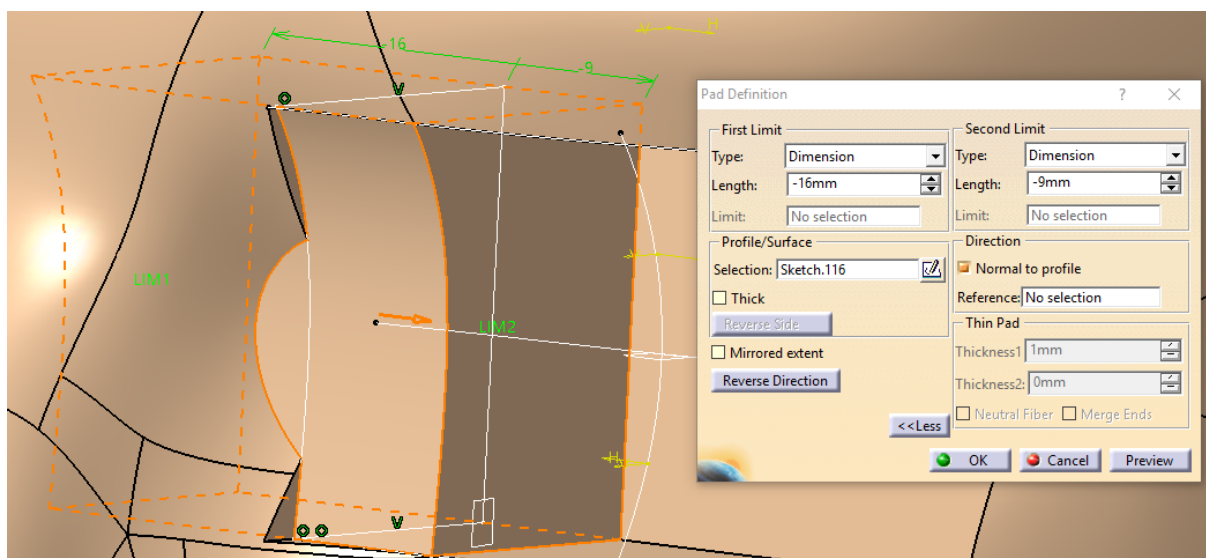 -16
-9
H
V
LIM1
LIM2
H
V
Pad Definition
?
First Limit
Type: Dimension
Length: -16mm
Limit: No selection
Second Limit
Type: Dimension
Length: -9mm
Limit: No selection
Profile/Surface
Selection: Sketch.116
Thick
Reverse Side
Mirrored extent
Reverse Direction
Direction
Normal to profile
Reference: No selection
Thin Pad
Thickness1 1mm
Thickness2: 0mm
Neutral Fiber Merge Ends
<<Less
OK Cancel Preview